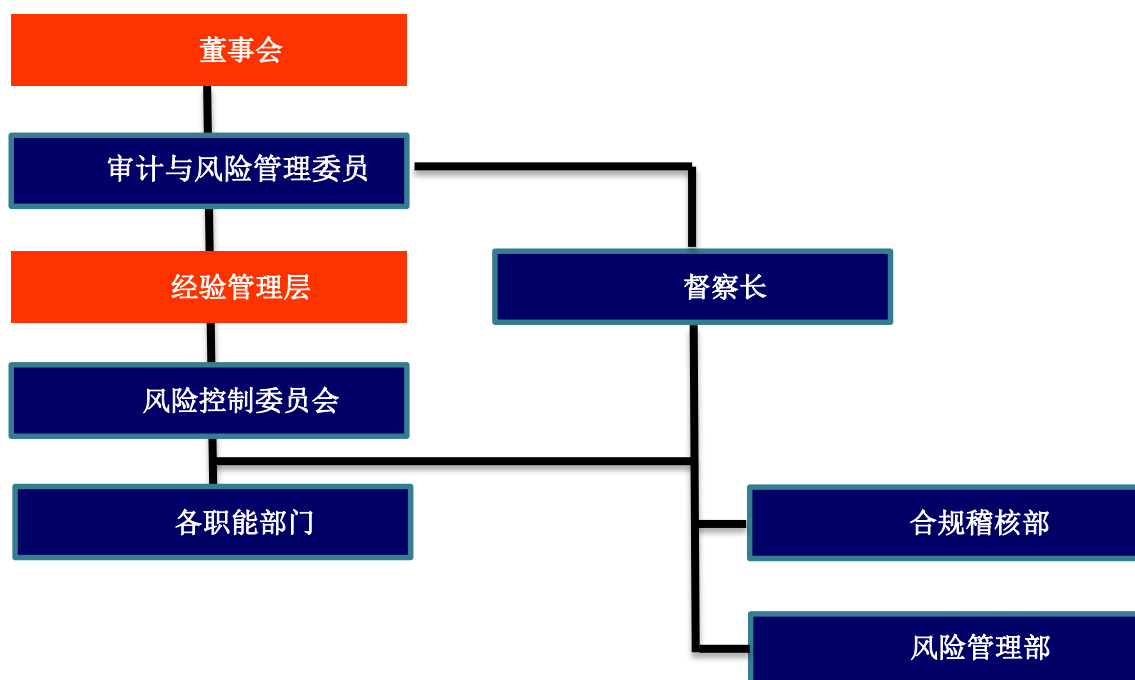 董事会
审计与风险管理委员
经验管理层
督察长
风险控制委员会
各职能部门
合规稽核部
风险管理部